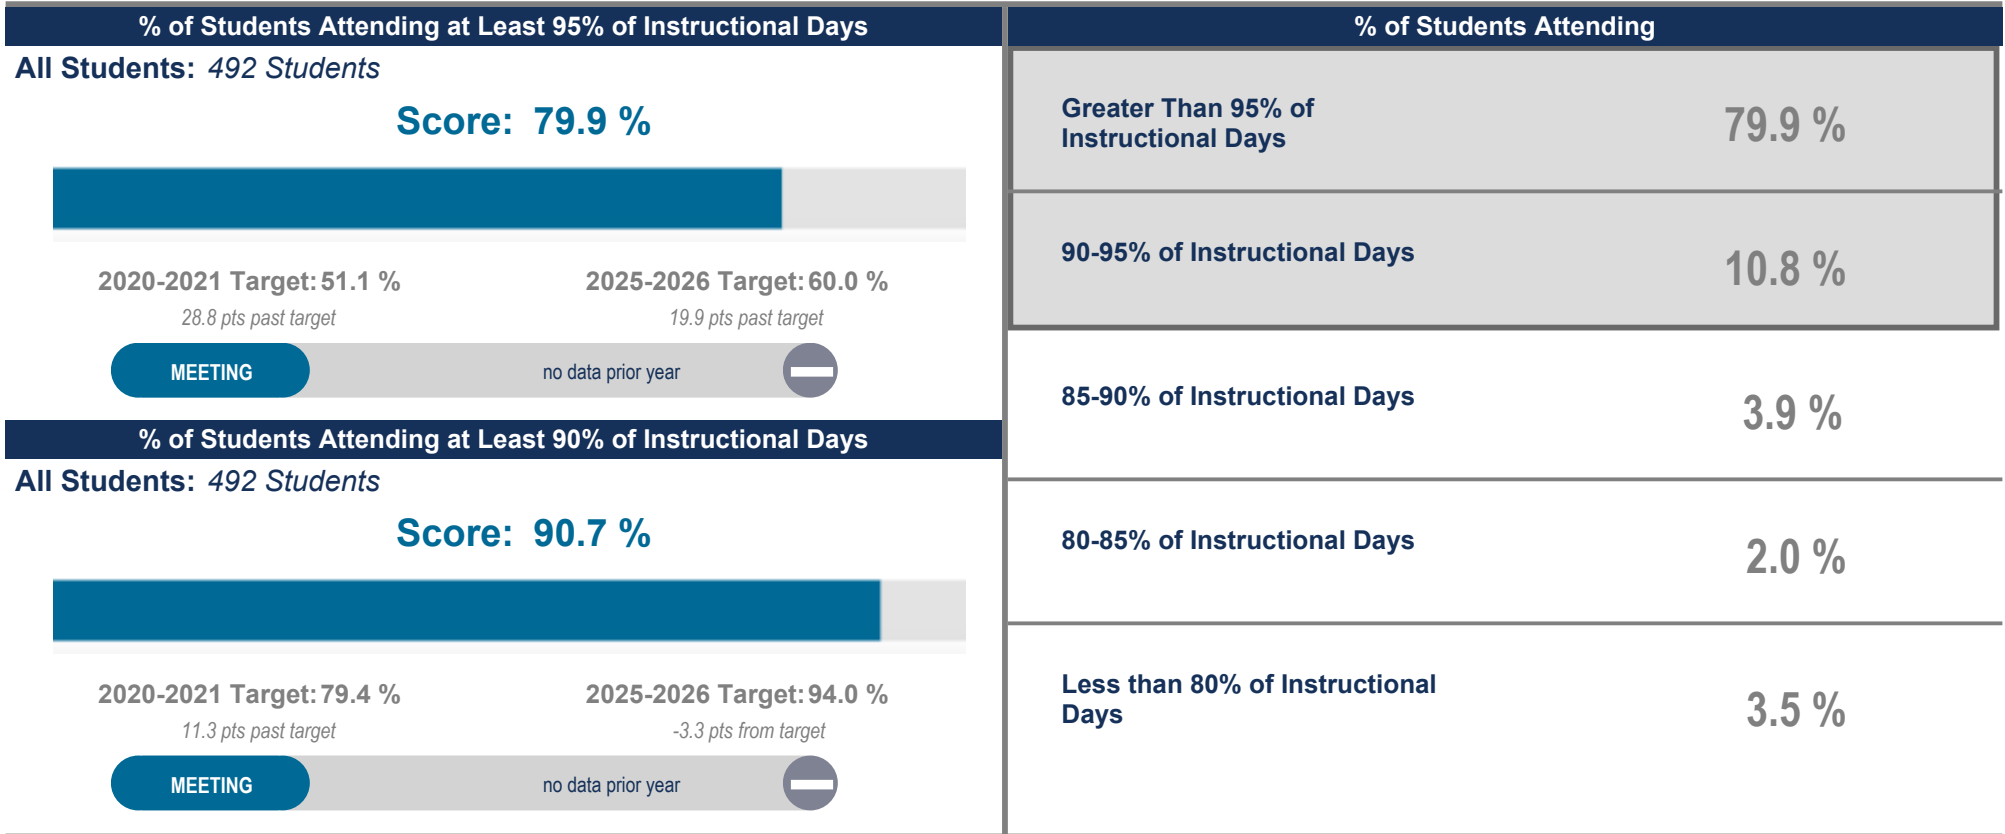 % of Students Attending at Least 95% of Instructional Days
All Students: 492 Students
Score: 79.9 %
2020-2021 Target: 51.1 %
28.8 pts past target
2025-2026 Target: 60.0 %
19.9 pts past target
MEETING
no data prior year
% of Students Attending at Least 90% of Instructional Days
All Students: 492 Students
Score: 90.7 %
2020-2021 Target: 79.4 %
11.3 pts past target
2025-2026 Target: 94.0 %
-3.3 pts from target
MEETING
no data prior year
% of Students Attending
Greater Than 95% of
Instructional Days
79.9 %
90-95% of Instructional Days
10.8 %
85-90% of Instructional Days
3.9 %
80-85% of Instructional Days
2.0 %
Less than 80% of Instructional
Days
3.5 %